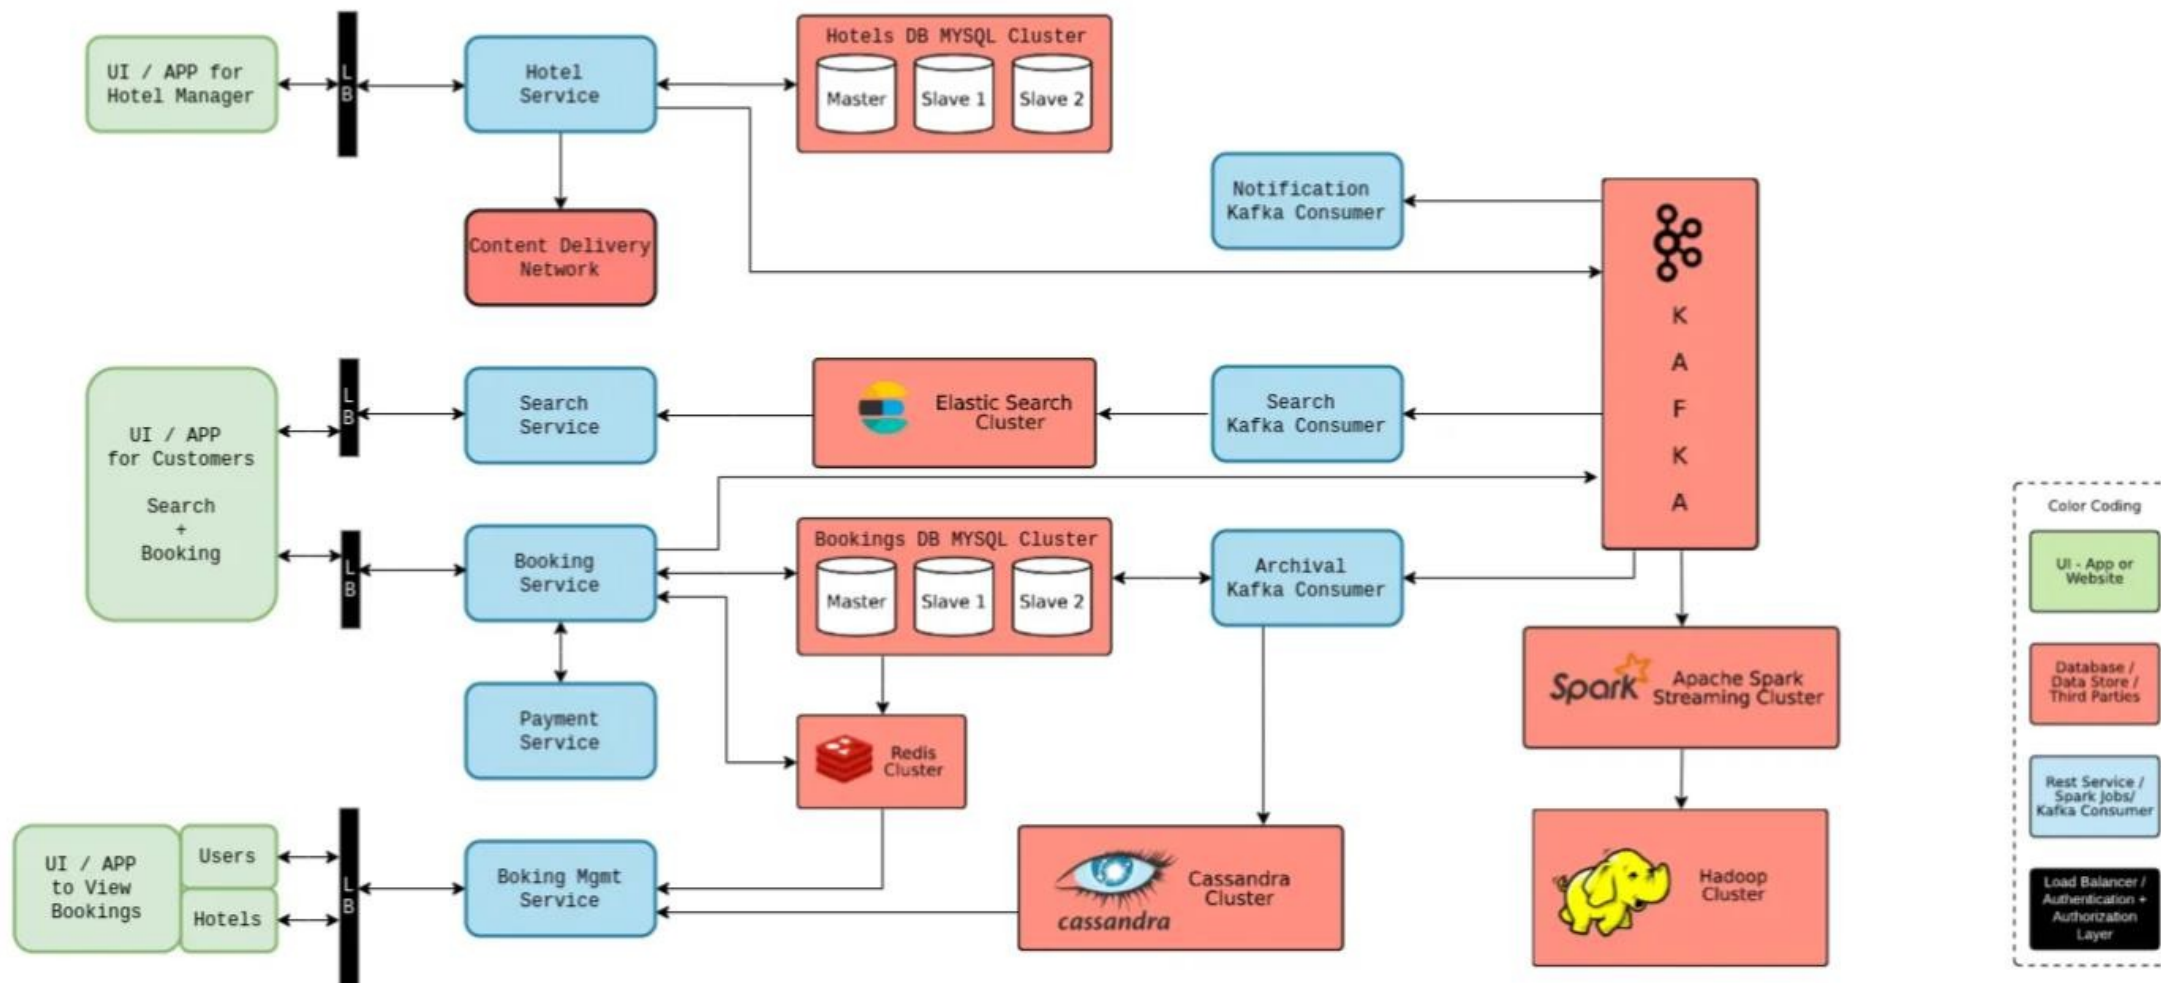 Hotels DB MYSQL Cluster
Master
Slave 1
Slave 2
UI / APP for
Hotel Manager
L
B
Hotel
Service
Content Delivery
Network
Notification
Kafka Consumer
K
A
F
K
A
UI / APP
for Customers
Search
+
Booking
L
B
Search
Service
Elastic Search
Cluster
Search
Kafka Consumer
L
B
Booking
Service
Bookings DB MYSQL Cluster
Master
Slave 1
Slave 2
Archival
Kafka Consumer
Payment
Service
Redis
Cluster
Spark
Apache Spark
Streaming Cluster
UI / APP
to View
Bookings
Users
Hotels
L
B
Boking Mgmt
Service
cassandra
Cassandra
Cluster
Hadoop
Cluster
Color Coding
UI - App or
Website
Database /
Data Store /
Third Parties
Rest Service /
Spark Jobs/
Kafka Consumer
Load Balancer /
Authentication +
Authorization
Layer